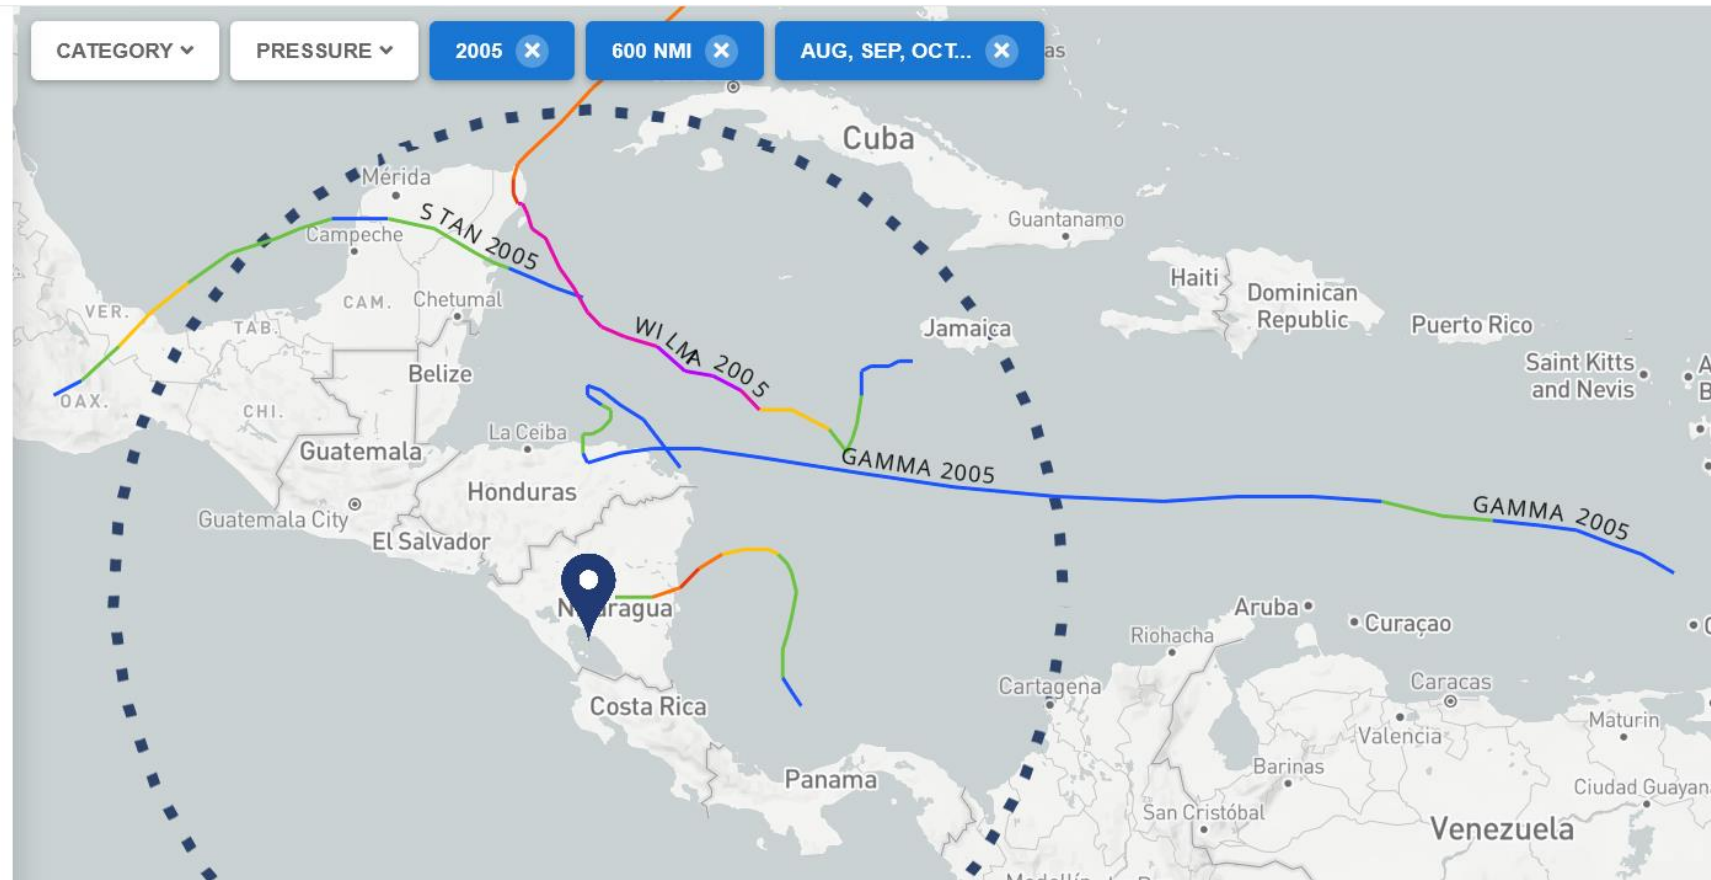 CATEGORY
PRESSURE
2005
600 NMI
AUG, SEP, OCT...
as
Cuba
Mérida
STAN 2005
Campeche
Guantanamo
Haiti
Dominican
Republic
Puerto Rico
VER.
TAB.
CAM.
Chetumal
WILMA 2005
Jamaica
Saint Kitts
and Nevis
A
B
OAX.
CHI.
Belize
La Ceiba
Guatemala
GAMMA 2005
GAMMA 2005
Honduras
Guatemala City
El Salvador
Nicaragua
Aruba
Curaçao
Riohacha
Cartagena
Caracas
Costa Rica
Maturin
Valencia
Panama
Barinas
Ciudad Guayan
San Cristóbal
Venezuela